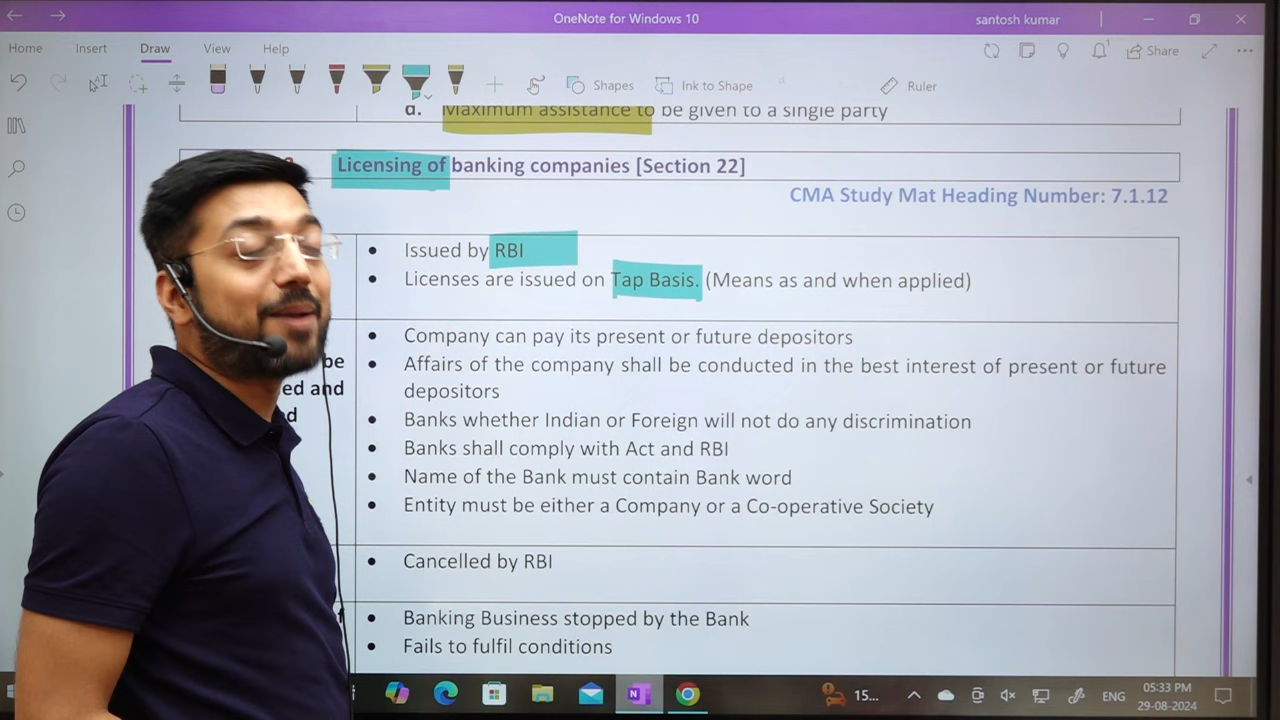 OneNote for Windows 10
santosh kumar
Home Insert Draw View Help
Share
Shapes
Ink to Shape
Ruler
a. Maximum assistance to be given to a single party
Licensing of banking companies [Section 22]
CMA Study Mat Heading Number: 7.1.12
• Issued by RBI
• Licenses are issued on Tap Basis. (Means as and when applied)
• Company can pay its present or future depositors
be
• Affairs of the company shall be conducted in the best interest of present or future
ed and
depositors
• Banks whether Indian or Foreign will not do any discrimination
• Banks shall comply with Act and RBI
• Name of the Bank must contain Bank word
• Entity must be either a Company or a Co-operative Society
• Cancelled by RBI
• Banking Business stopped by the Bank
• Fails to fulfil conditions
15...
ENG
05:33 PM
29-08-2024